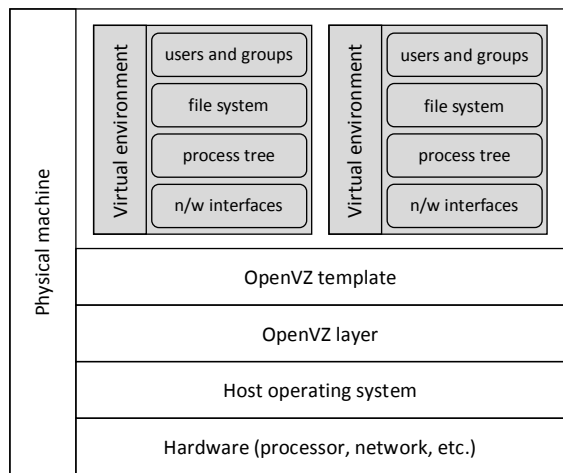 Physical machine
Virtual environment
users and groups
file system
process tree
n/w interfaces
Virtual environment
users and groups
file system
process tree
n/w interfaces
OpenVZ template
OpenVZ layer
Host operating system
Hardware (processor, network, etc.)